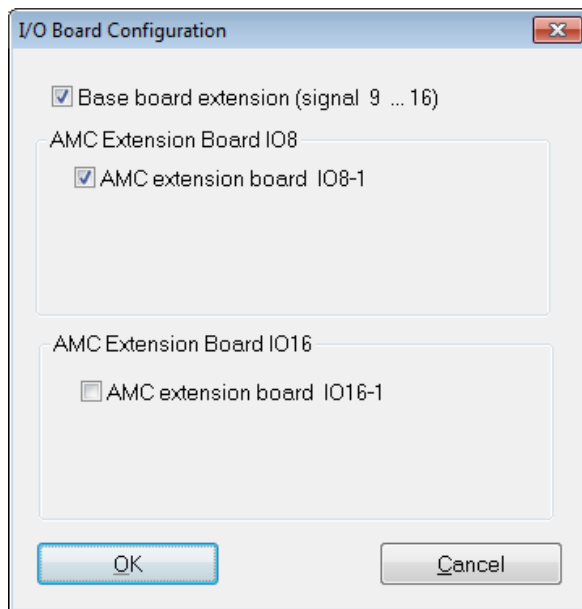 I/O Board Configuration
Base board extension (signal 9 ... 16)
AMC Extension Board IO8
AMC extension board IO8-1
AMC Extension Board IO16
AMC extension board IO16-1
OK
Cancel